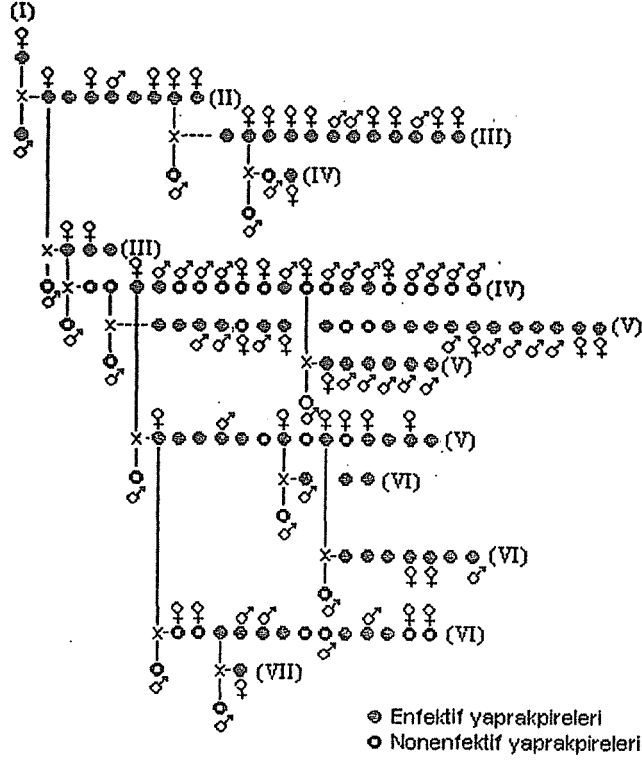 (I)
(II)
(III)
(IV)
(III)
(IV)
(V)
(V)
(V)
(VI)
(VI)
(VI)
(VII)
Enfektif yaprakpireleri
Nonenfektif yaprakpireleri